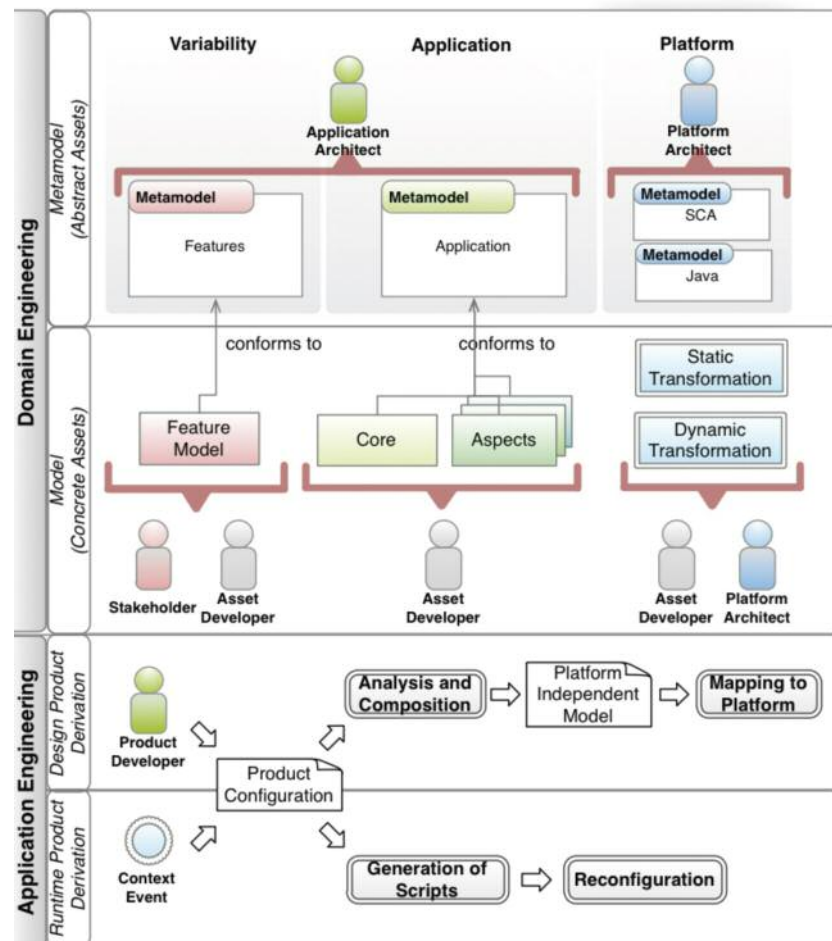 Variability
Application
Platform
Application
Architect
Platform
Architect
Metamodel
Features
Metamodel
Application
Metamodel
SCA
Metamodel
Java
Domain Engineering
Metamodel
(Abstract Assets)
conforms to
conforms to
Static
Transformation
Feature
Model
Core
Aspects
Dynamic
Transformation
Model
(Concrete Assets)
Stakeholder
Asset
Developer
Asset
Developer
Asset
Developer
Platform
Architect
Application Engineering
Design Product
Derivation
Product
Developer
Analysis and
Composition
Platform
Independent
Model
Mapping to
Platform
Product
Configuration
Runtime Product
Derivation
Context
Event
Generation of
Scripts
Reconfiguration